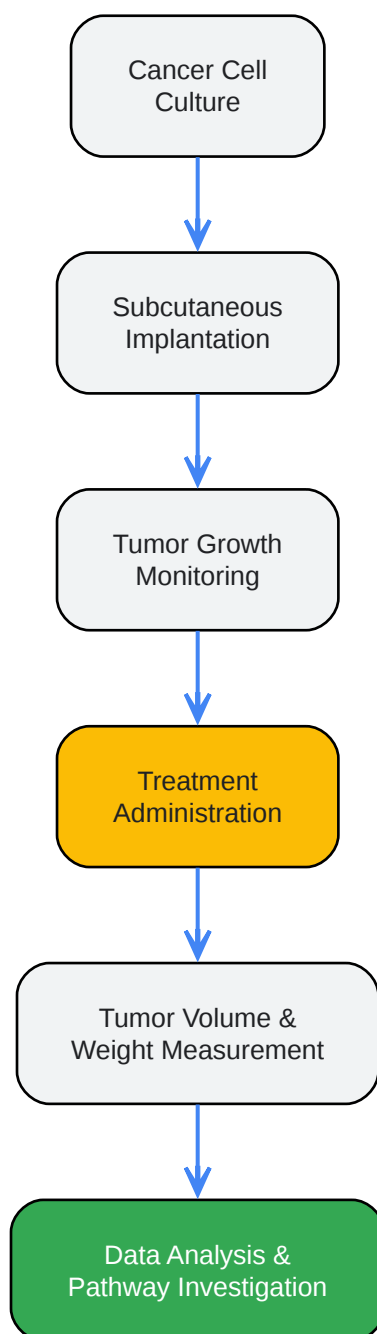 Cancer Cell
Culture
Subcutaneous
Implantation
Tumor Growth
Monitoring
Treatment
Administration
Tumor Volume &
Weight Measurement
Data Analysis &
Pathway Investigation